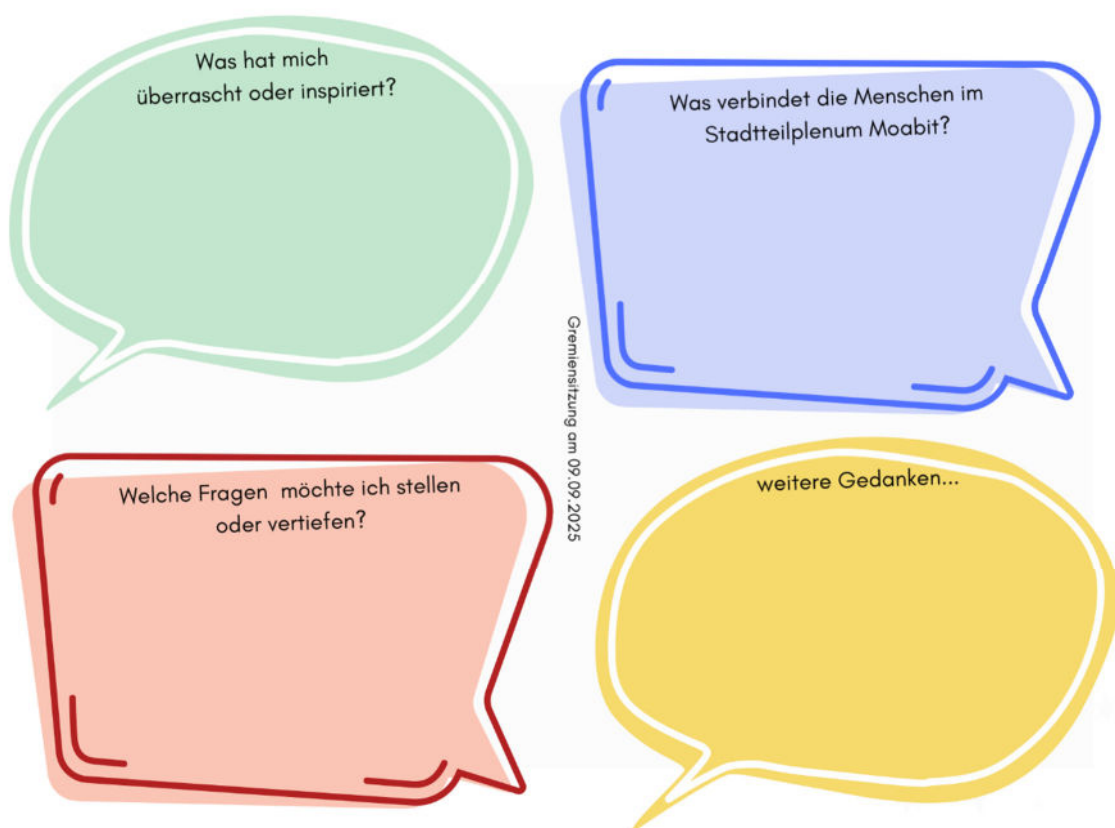 Was hat mich
überrascht oder inspiriert?
Was verbindet die Menschen im
Stadtteilplenum Moabit?
Gremiensitzung am 09.09.2025
Welche Fragen möchte ich stellen
oder vertiefen?
weitere Gedanken...